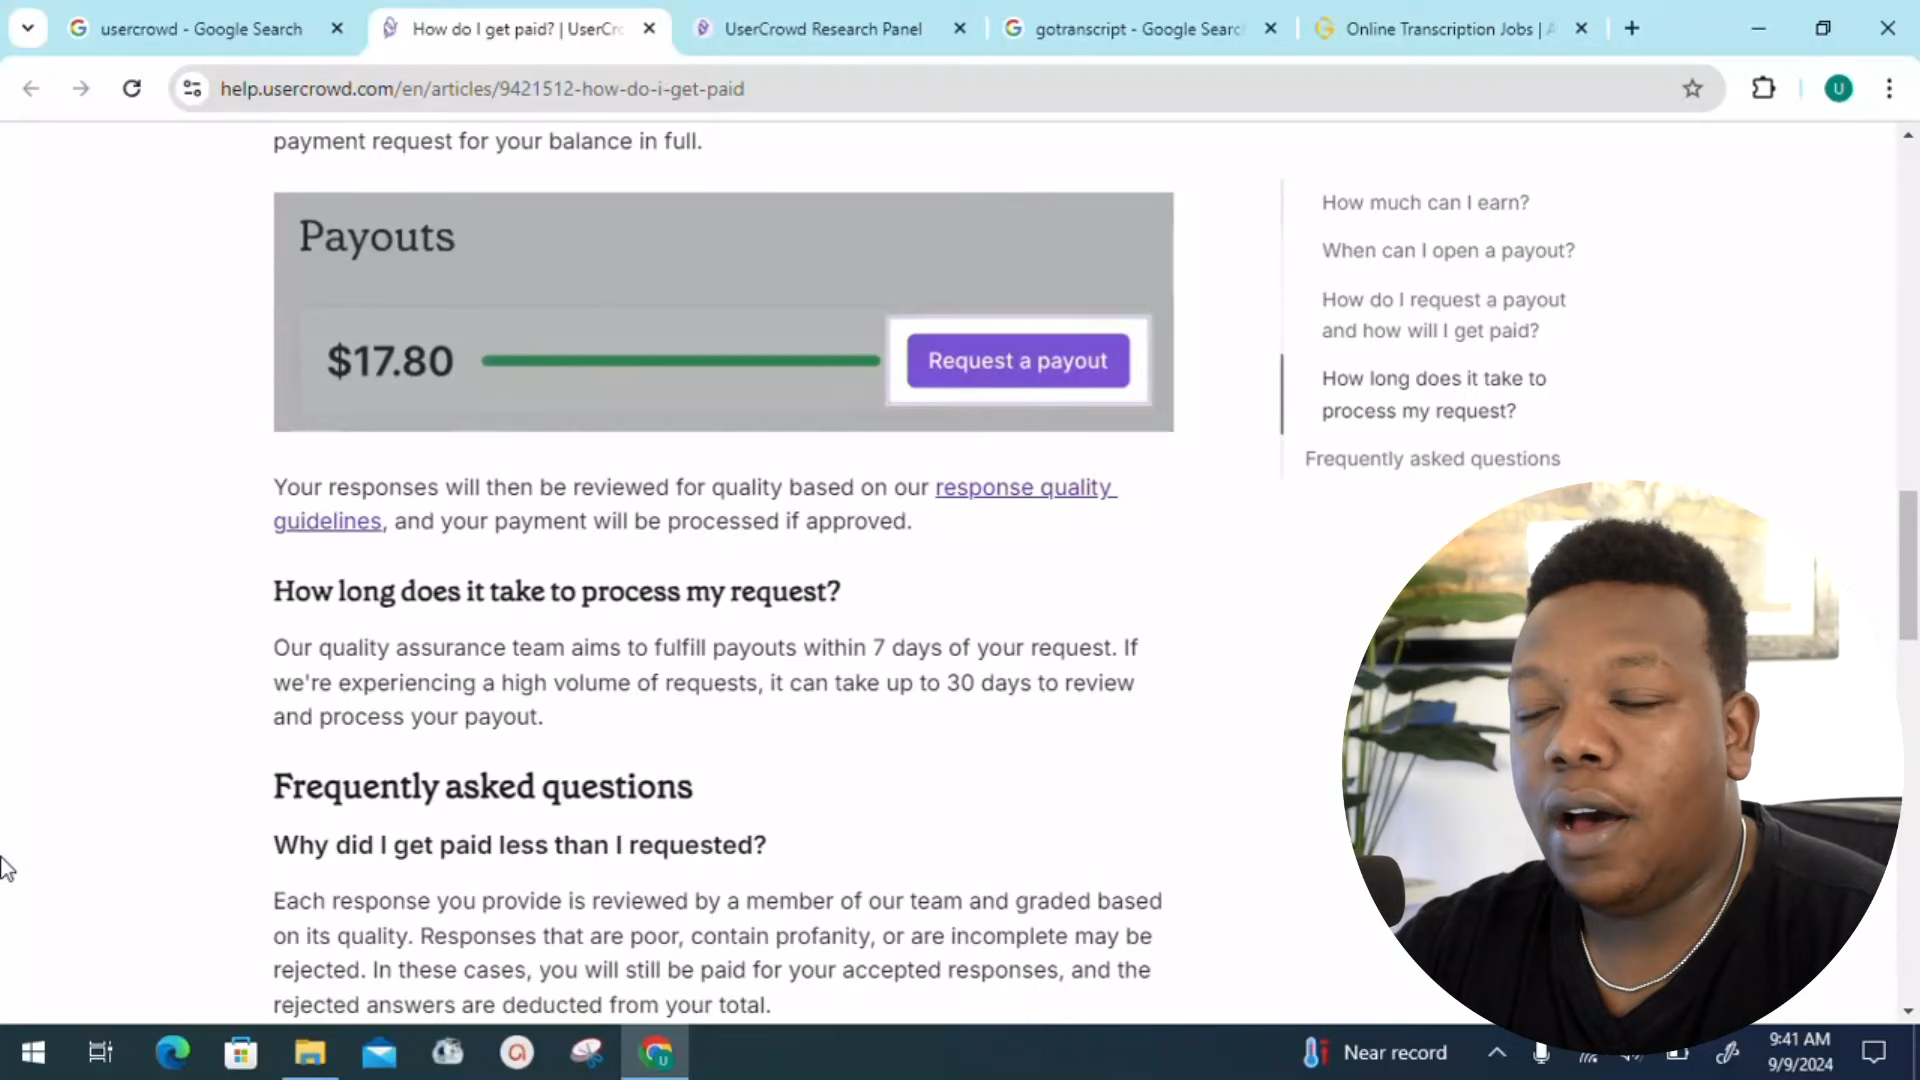 usercrowd - Google Search
How do I get paid? | UserCr
UserCrowd Research Panel
gotranscript - Google Searc
Online Transcription Jobs | A
help.usercrowd.com/en/articles/9421512-how-do-i-get-paid
U
payment request for your balance in full.
Payouts
$17.80
Request a payout
Your responses will then be reviewed for quality based on our response quality
guidelines, and your payment will be processed if approved.
How long does it take to process my request?
Our quality assurance team aims to fulfill payouts within 7 days of your request. If
we're experiencing a high volume of requests, it can take up to 30 days to review
and process your payout.
Frequently asked questions
Why did I get paid less than I requested?
Each response you provide is reviewed by a member of our team and graded based
on its quality. Responses that are poor, contain profanity, or are incomplete may be
rejected. In these cases, you will still be paid for your accepted responses, and the
rejected answers are deducted from your total.
How much can I earn?
When can I open a payout?
How do I request a payout
and how will I get paid?
How long does it take to
process my request?
Frequently asked questions
U
Near record
9:41 AM
9/9/2024